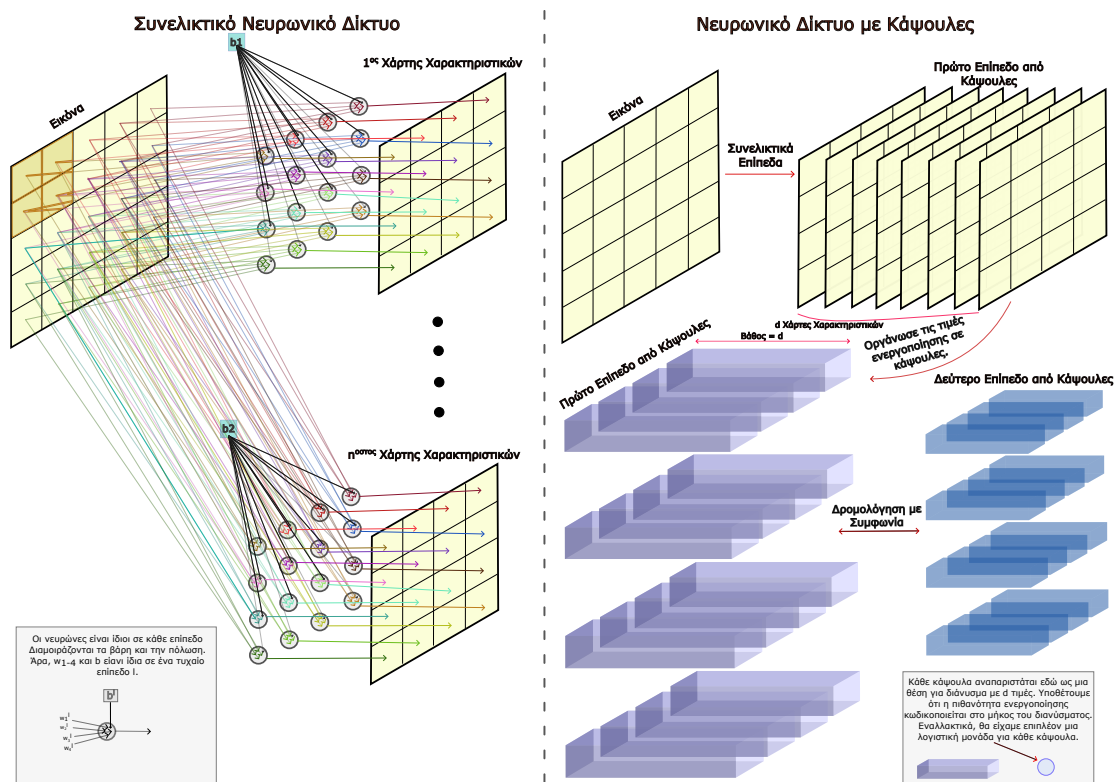 Συνελικτικό Νευρωνικό Δίκτυο
b1
1ος Χάρτης Χαρακτηριστικών
Εικόνα
b2
nοστος Χάρτης Χαρακτηριστικών
Οι νευρώνες είναι ίδιοι σε κάθε επίπεδο
Διαμοιράζονται τα βάρη και την πόλωση.
Άρα, w1-4 και b είανι ίδια σε ένα τυχαίο
επίπεδο l.
bl
w1l
w2l
w3l
w4l
Νευρωνικό Δίκτυο με Κάψουλες
Εικόνα
Συνελικτικά
Επίπεδα
Πρώτο Επίπεδο από
Κάψουλες
d Χάρτες Χαρακτηριστικών
Βάθος = d
Οργάνωσε τις τιμές
ενεργοποίησης σε
κάψουλες.
Πρώτο Επίπεδο από Κάψουλες
Δεύτερο Επίπεδο από Κάψουλες
Δρομολόγηση με
Συμφωνία
Κάθε κάψουλα αναπαριστάται εδώ ως μια
θέση για διάνυσμα με d τιμές. Υποθέτουμε
ότι η πιθανότητα ενεργοποίησης
κωδικοποιείται στο μήκος του διανύσματος.
Εναλλακτικά, θα είχαμε επιπλέον μια
λογιστική μονάδα για κάθε κάψουλα.